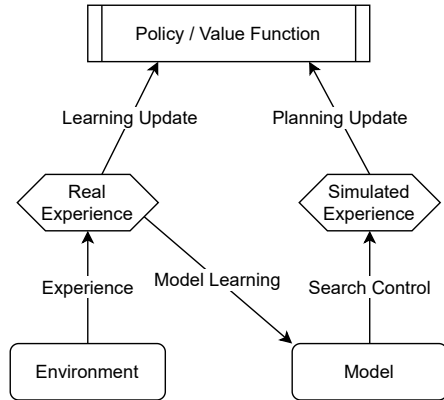 Policy / Value Function
Learning Update
Planning Update
Real
Experience
Simulated
Experience
Experience
Model Learning
Search Control
Environment
Model